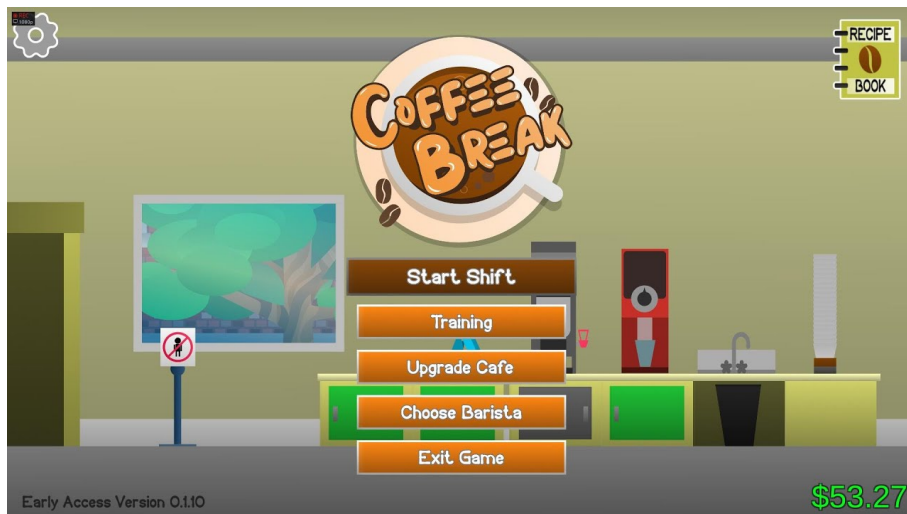 RECIPE
BOOK
COFFEE
BREAK
Start Shift
Training
Upgrade Cafe
Choose Barista
Exit Game
Early Access Version 0.1.10
$53.27